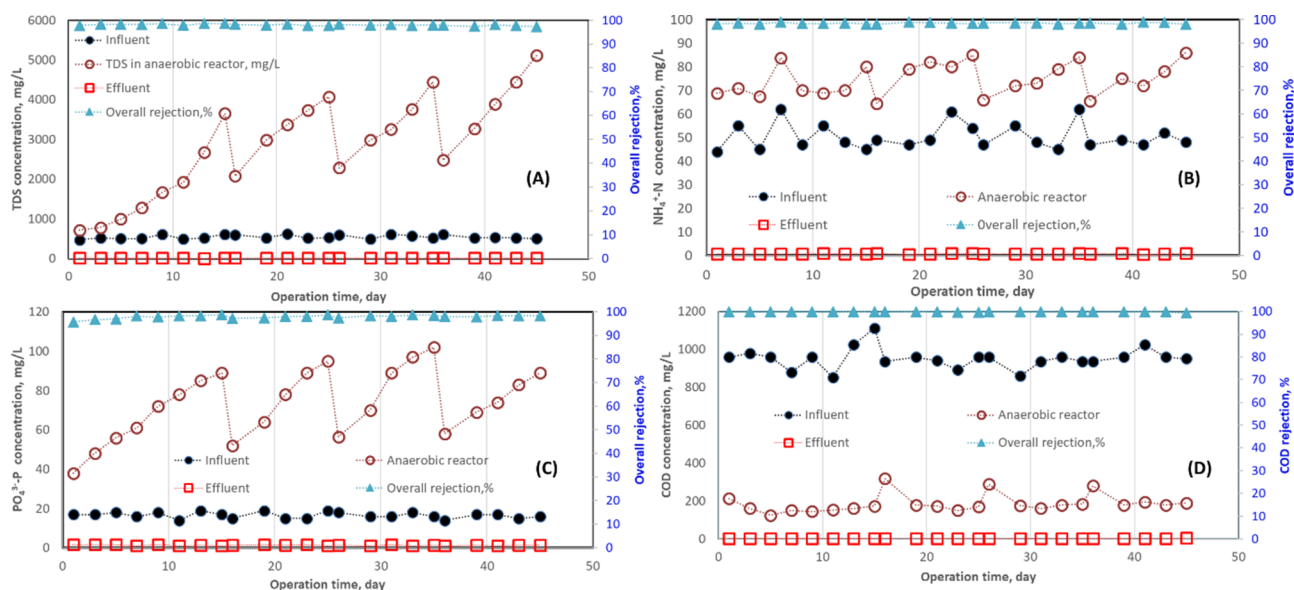 (A)
TDS concentration, mg/L
6000
5000
4000
3000
2000
1000
0
Influent
TDS in anaerobic reactor, mg/L
Effluent
Overall rejection,%
100
90
80
70
60
50
40
30
20
10
0
Overall rejection,%
0 10 20 30 40 50
Operation time, day
(B)
NH₄⁺-N concentration, mg/L
100
90
80
70
60
50
40
30
20
10
0
Influent
Anaerobic reactor
Effluent
Overall rejection,%
100
90
80
70
60
50
40
30
20
10
0
Overall rejection,%
0 10 20 30 40 50
Operation time, day
(C)
PO₄³⁻-P concentration, mg/L
120
100
80
60
40
20
0
Influent
Anaerobic reactor
Effluent
Overall rejection,%
100
90
80
70
60
50
40
30
20
10
0
Overall rejection,%
0 10 20 30 40 50
Operation time, day
(D)
COD concentration, mg/L
1200
1000
800
600
400
200
0
Influent
Anaerobic reactor
Effluent
Overall rejection,%
100
90
80
70
60
50
40
30
20
10
0
COD rejection, %
0 10 20 30 40 50
Operation time, day